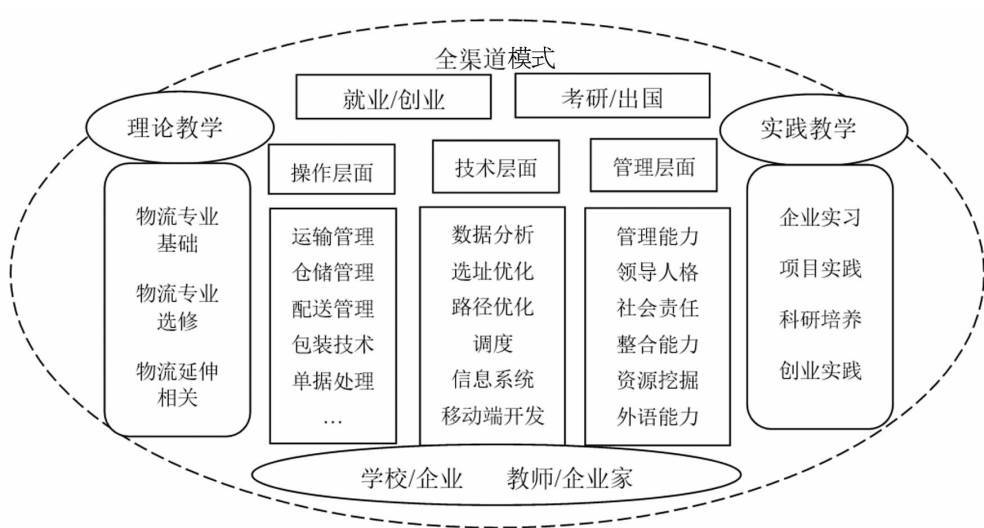 全渠道模式
就业/创业
考研/出国
理论教学
实践教学
操作层面
技术层面
管理层面
物流专业
基础
物流专业
选修
物流延伸
相关
运输管理
仓储管理
配送管理
包装技术
单据处理
…
数据分析
选址优化
路径优化
调度
信息系统
移动端开发
管理能力
领导人格
社会责任
整合能力
资源挖掘
外语能力
企业实习
项目实践
科研培养
创业实践
学校/企业 教师/企业家